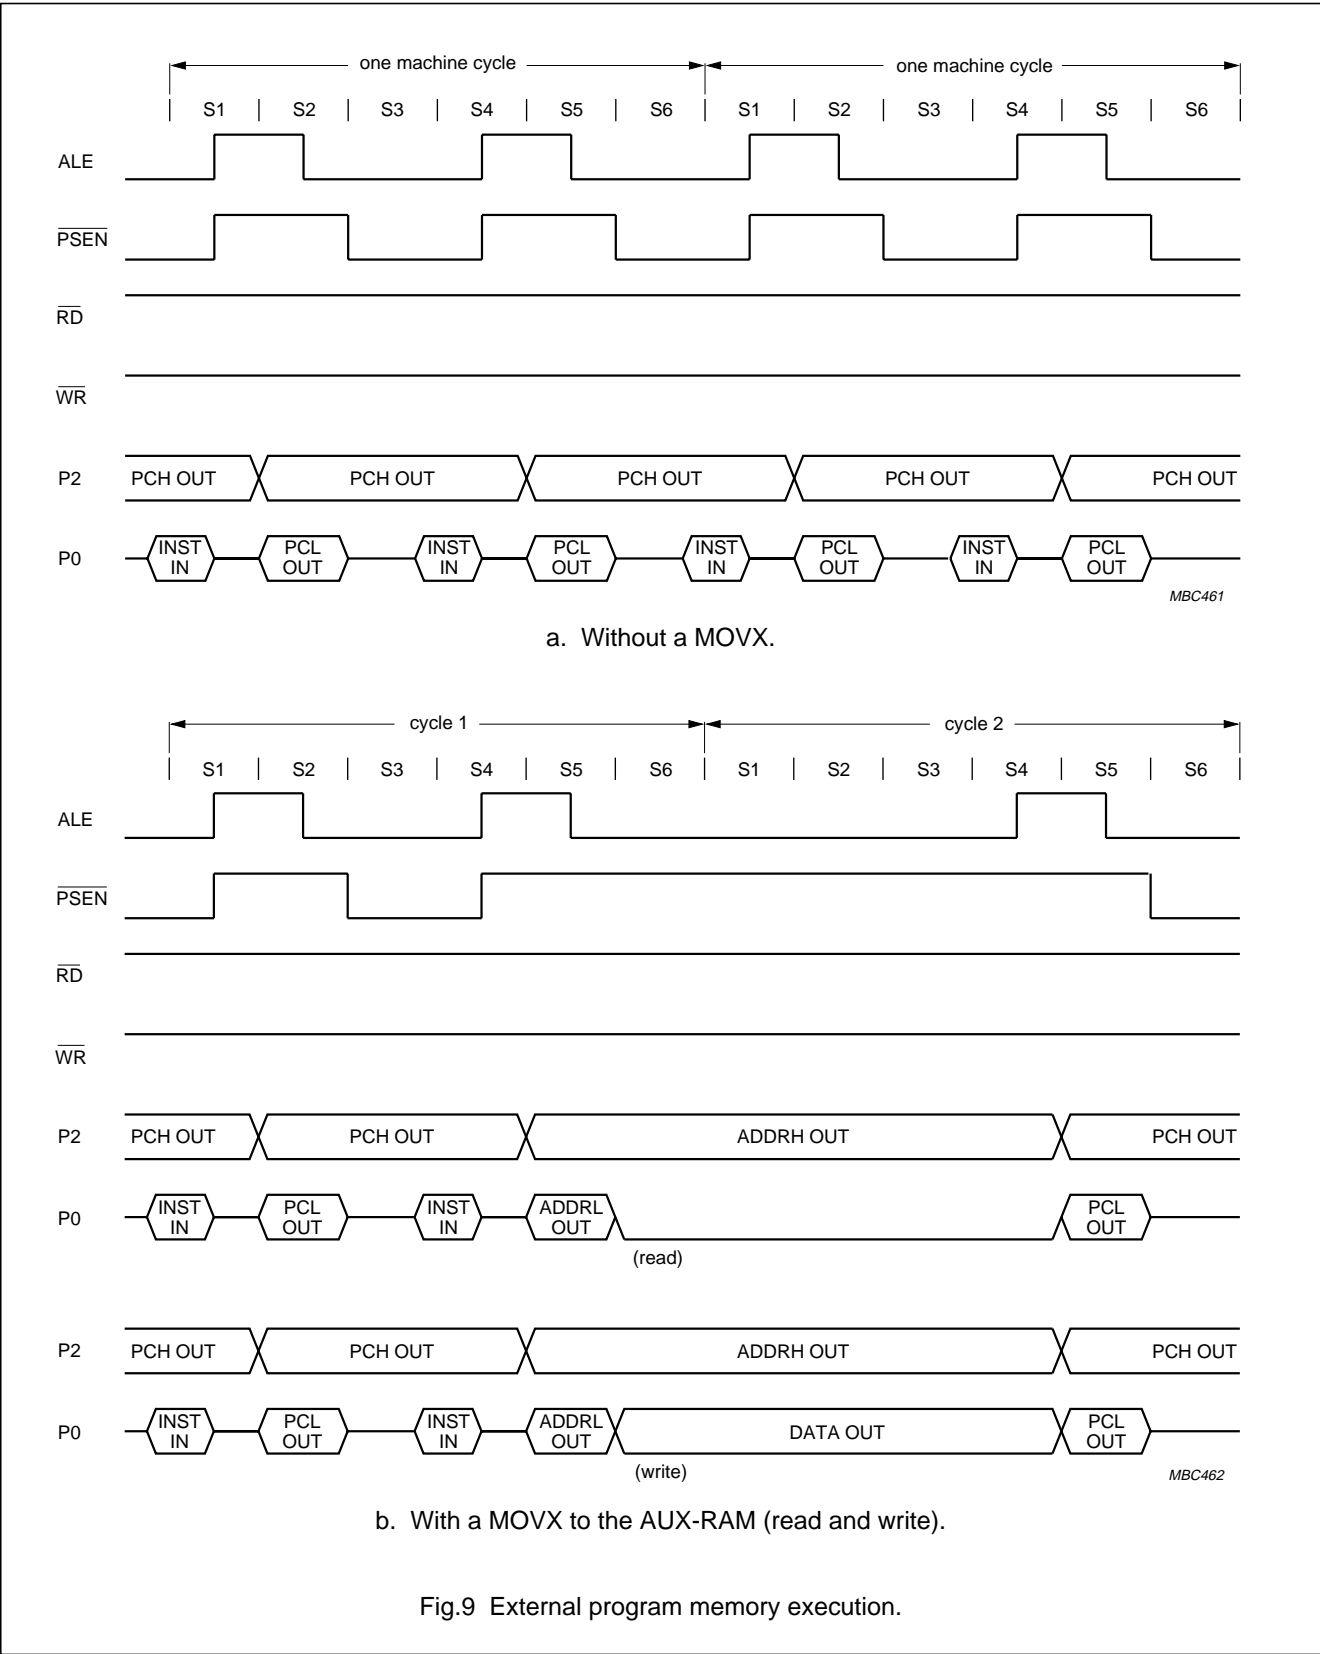 one machine cycle one machine cycle
S1 S2 S3 S4 S5 S6 S1 S2 S3 S4 S5 S6
ALE
PSEN
RD
WR
P2 PCH OUT PCH OUT PCH OUT PCH OUT PCH OUT
P0 INST IN PCL OUT INST IN PCL OUT INST IN PCL OUT INST IN PCL OUT
MBC461
a. Without a MOVX.
cycle 1 cycle 2
S1 S2 S3 S4 S5 S6 S1 S2 S3 S4 S5 S6
ALE
PSEN
RD
WR
P2 PCH OUT PCH OUT ADDRH OUT PCH OUT
P0 INST IN PCL OUT INST IN ADDRL OUT PCL OUT
(read)
P2 PCH OUT PCH OUT ADDRH OUT PCH OUT
P0 INST IN PCL OUT INST IN ADDRL OUT DATA OUT PCL OUT
(write)
MBC462
b. With a MOVX to the AUX-RAM (read and write).
Fig.9 External program memory execution.